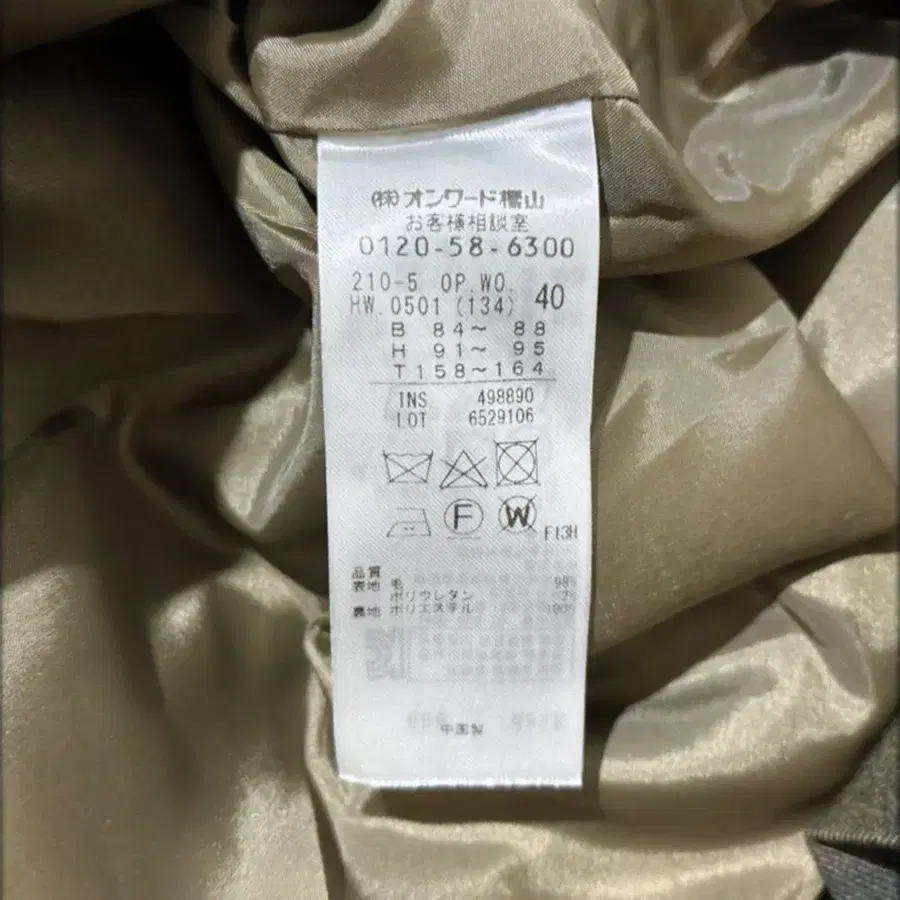 ㈱オンワード樫山
お客様相談室
0120-58-6300
210-5 OP.WO.
HW.0501 (134) 40
B 84〜 88
H 91〜 95
T 158〜164
INS. 498890
LOT 6529106
F
W
F13H
品質
表地 毛 98%
ポリウレタン 2%
裏地 ポリエステル 100%
中国製